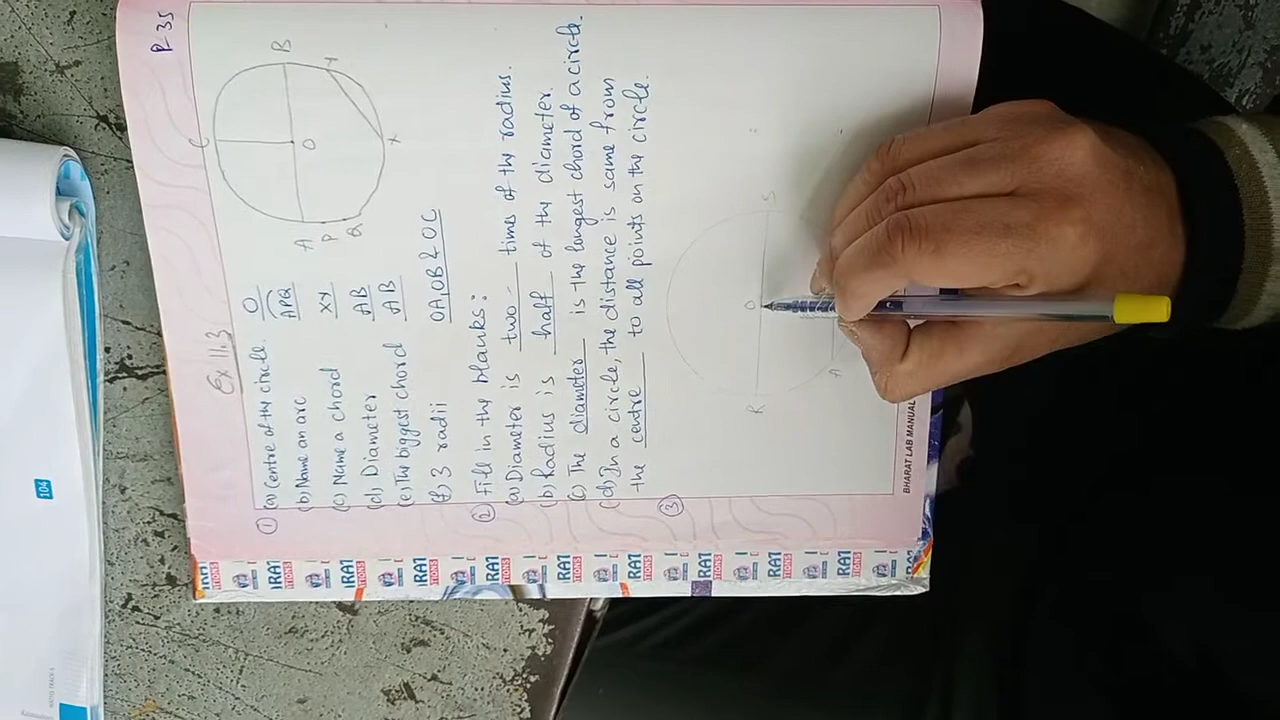 P. 35
Ex 11.3
① (a) Centre of the circle. O
(b) Name an arc APQ
(c) Name a chord XY
(d) Diameter AB
(e) The biggest chord AB
(f) 3 radii OA, OB & OC
C
B
Y
O
X
A
P
Q
② Fill in the blanks:
(a) Diameter is two - times of the radius.
(b) Radius is half of the diameter
(c) The diameter is the longest chord of a circle.
(d) In a circle, the distance is same from
the centre to all points on the circle.
③
R
O
S
A
BHARAT LAB MANUAL
104